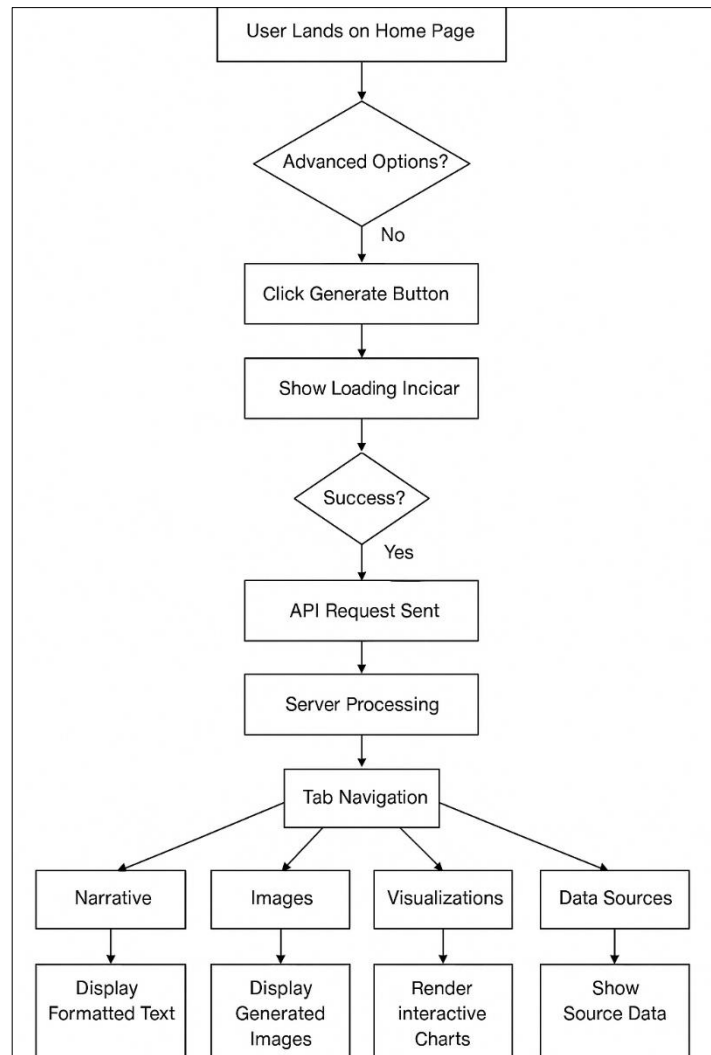 User Lands on Home Page
Advanced Options?
No
Click Generate Button
Show Loading Incicar
Success?
Yes
API Request Sent
Server Processing
Tab Navigation
Narrative
Images
Visualizations
Data Sources
Display
Formatted Text
Display
Generated
Images
Render
interactive
Charts
Show
Source Data